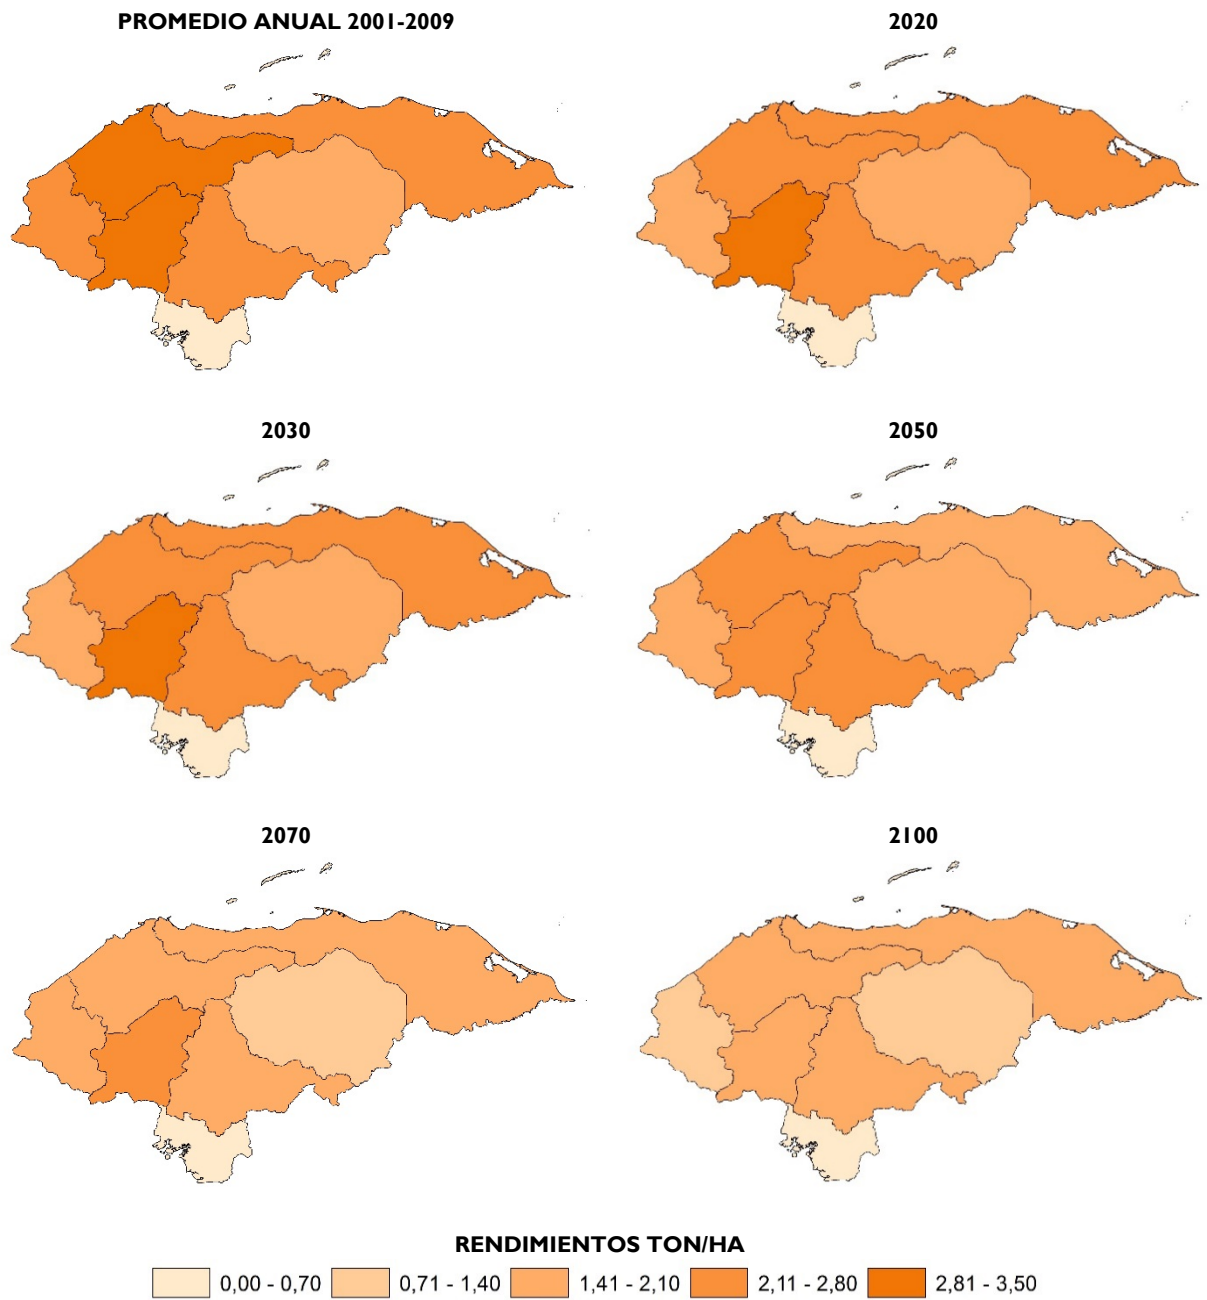 PROMEDIO ANUAL 2001-2009
2020
2030
2050
2070
2100
RENDIMIENTOS TON/HA
0,00 - 0,70
0,71 - 1,40
1,41 - 2,10
2,11 - 2,80
2,81 - 3,50